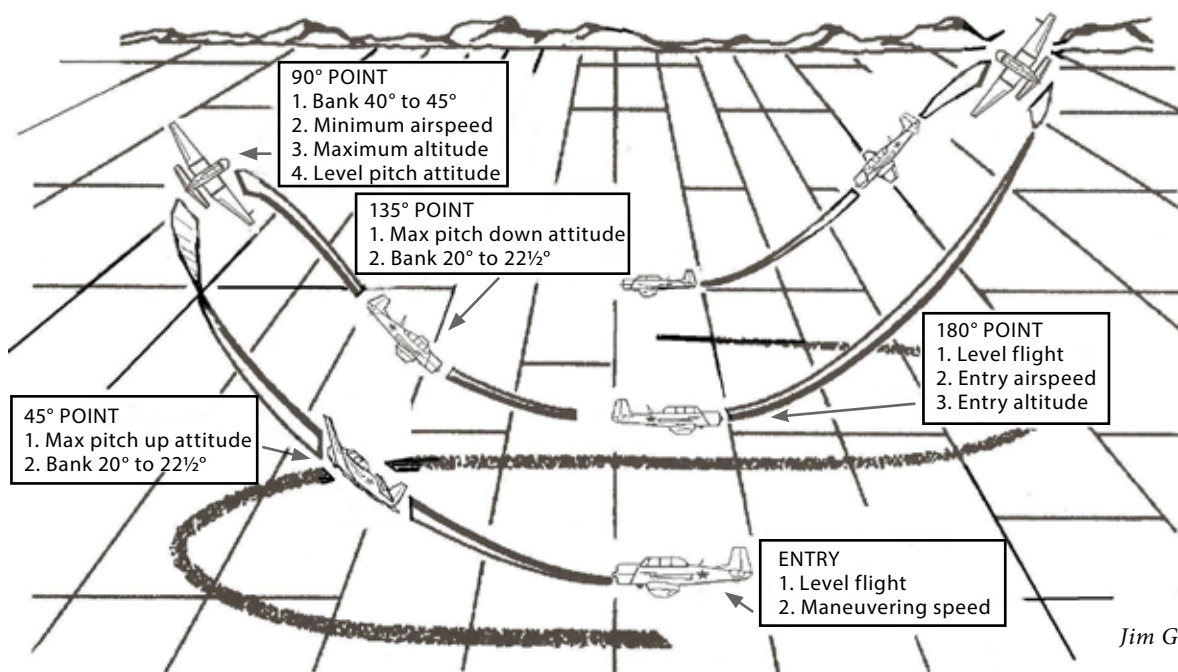 90° POINT
1. Bank 40° to 45°
2. Minimum airspeed
3. Maximum altitude
4. Level pitch attitude
135° POINT
1. Max pitch down attitude
2. Bank 20° to 22½°
180° POINT
1. Level flight
2. Entry airspeed
3. Entry altitude
45° POINT
1. Max pitch up attitude
2. Bank 20° to 22½°
ENTRY
1. Level flight
2. Maneuvering speed
Jim G